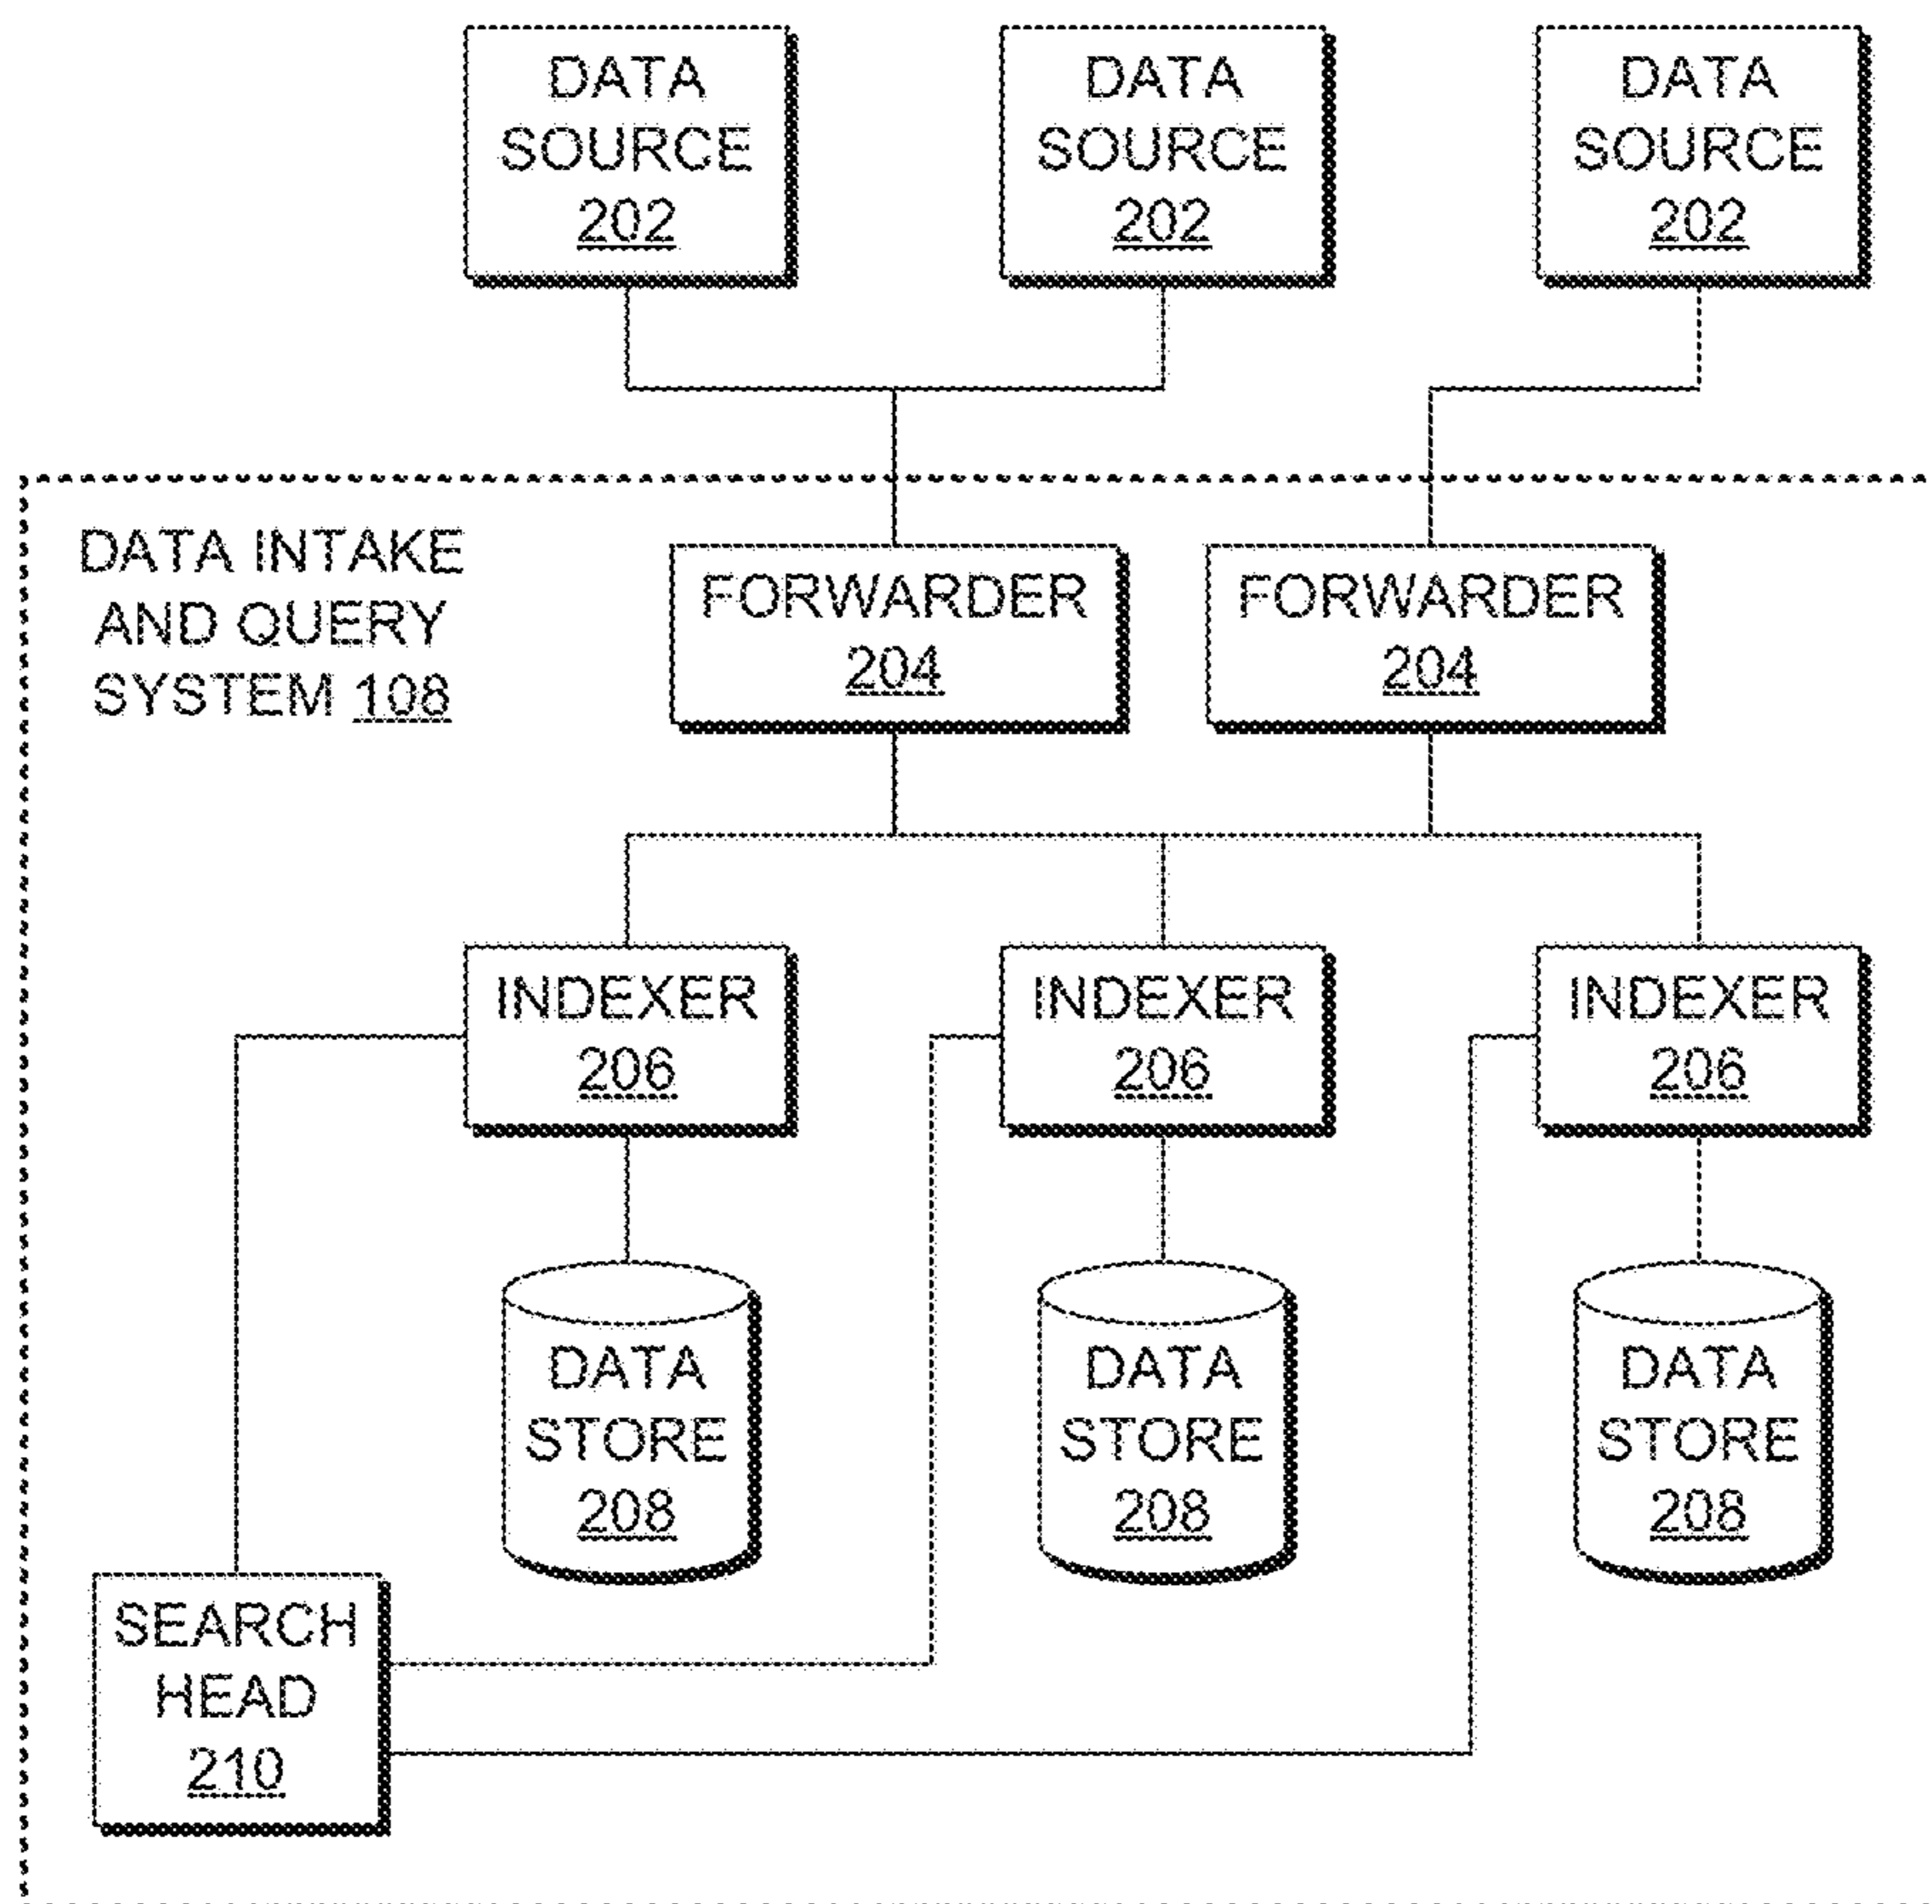 DATA
SOURCE
202
DATA
SOURCE
202
DATA
SOURCE
202
DATA INTAKE
AND QUERY
SYSTEM 108
FORWARDER
204
FORWARDER
204
INDEXER
206
INDEXER
206
INDEXER
206
DATA
STORE
208
DATA
STORE
208
DATA
STORE
208
SEARCH
HEAD
210